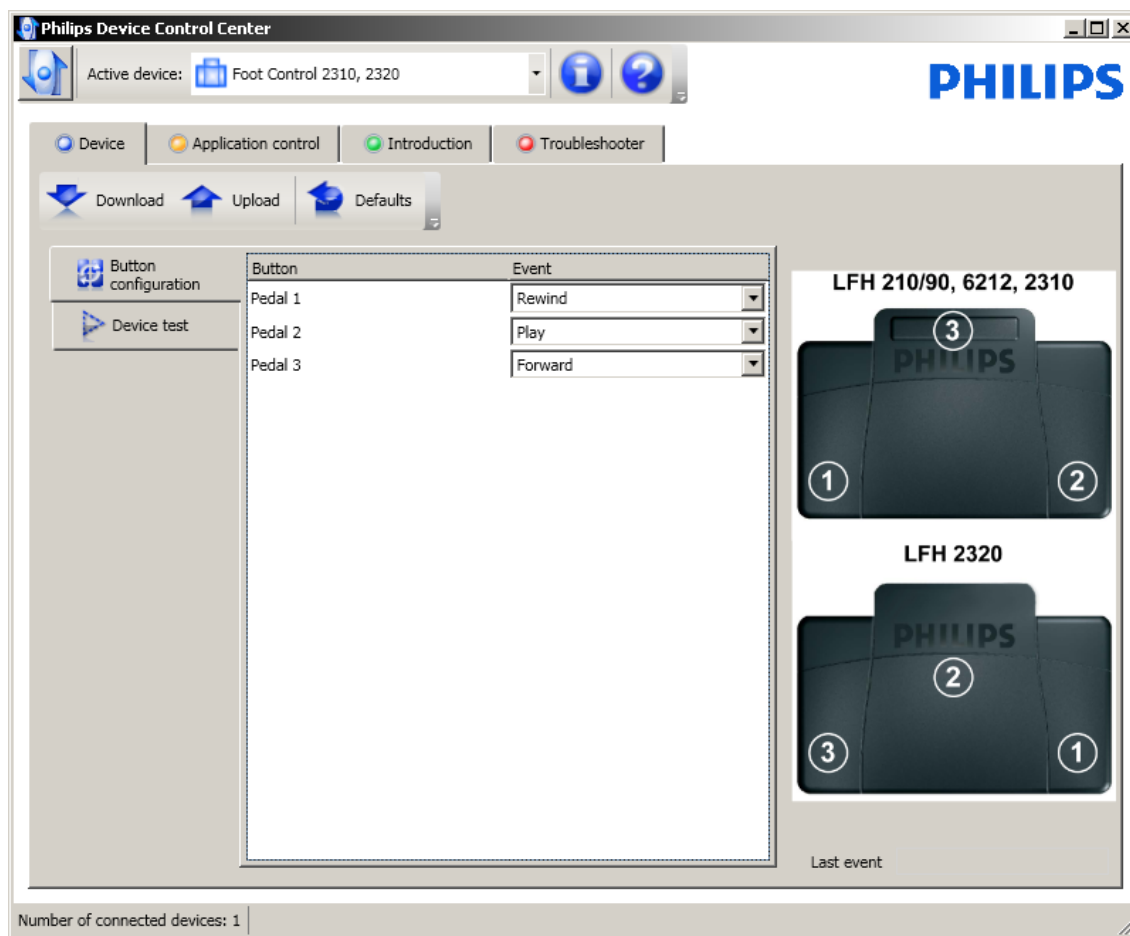 Philips Device Control Center
Active device: Foot Control 2310, 2320
PHILIPS
Device Application control Introduction Troubleshooter
Download Upload Defaults
Button
configuration
Device test
Button Event
Pedal 1 Rewind
Pedal 2 Play
Pedal 3 Forward
LFH 210/90, 6212, 2310
3
PHILIPS
1 2
LFH 2320
PHILIPS
2
3 1
Last event
Number of connected devices: 1